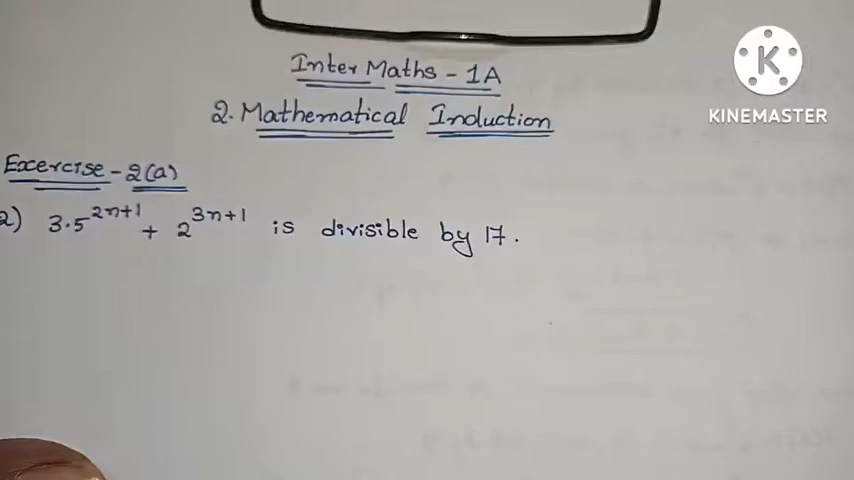 Inter Maths - 1A
KINEMASTER
2. Mathematical Induction
Excercise - 2(a)
2) 3.5^{2n+1} + 2^{3n+1} is divisible by 17.